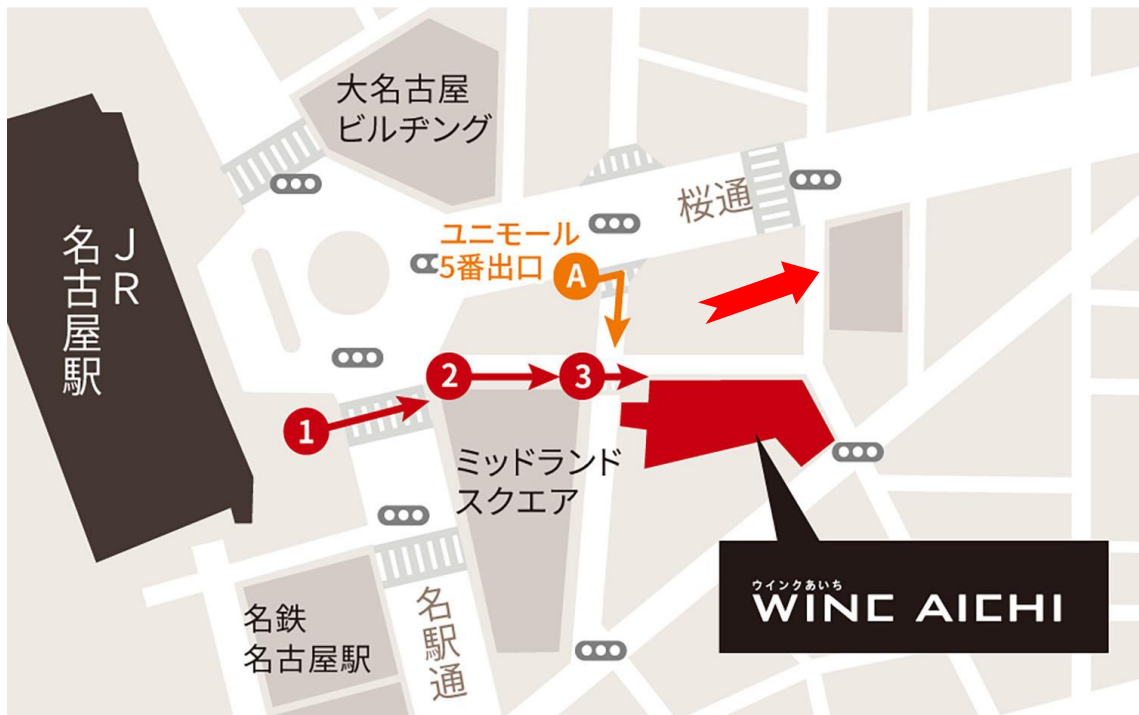 大名古屋
ビルヂング
桜通
ユニモール
5番出口
A
JR
名古屋駅
1
2
3
ミッドランド
スクエア
名鉄
名古屋駅
名駅通
ウインクあいち
WINC AICHI